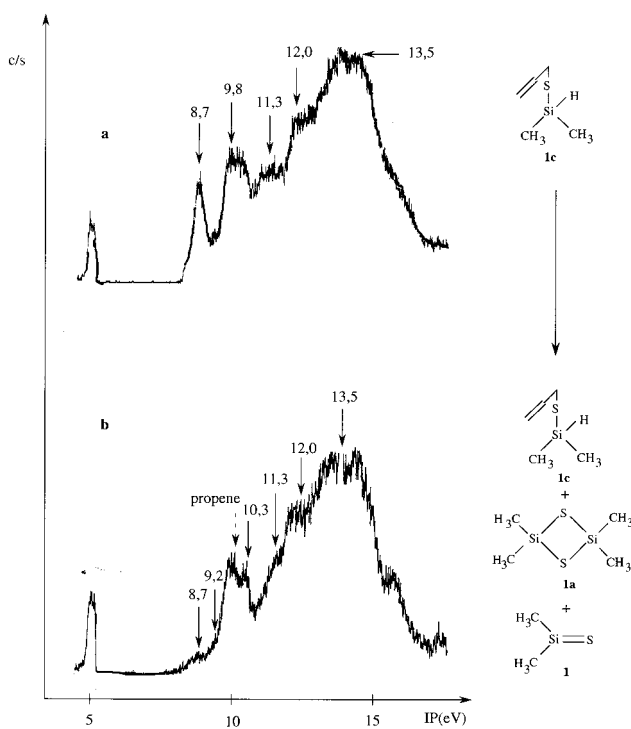 c/s
a
8,7
9,8
11,3
12,0
13,5
S
H
Si
CH3
CH3
1c
b
8,7
9,2
propene
10,3
11,3
12,0
13,5
S
H
Si
CH3
CH3
1c
+
H3C
S
CH3
Si
Si
H3C
S
CH3
1a
+
H3C
Si
S
H3C
1
5
10
15
IP(eV)